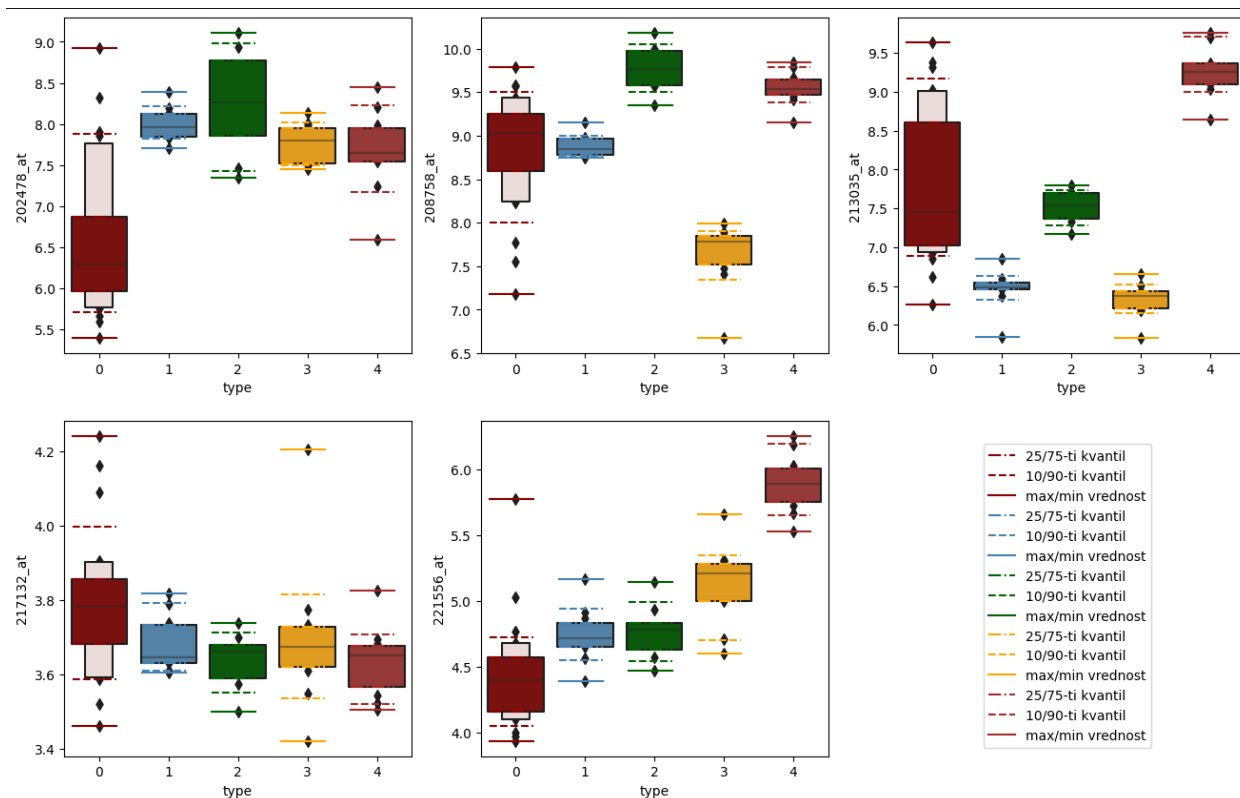 202478_at
9.0
8.5
8.0
7.5
7.0
6.5
6.0
5.5
0 1 2 3 4
type
208758_at
10.0
9.5
9.0
8.5
8.0
7.5
7.0
6.5
0 1 2 3 4
type
213035_at
9.5
9.0
8.5
8.0
7.5
7.0
6.5
6.0
0 1 2 3 4
type
217132_at
4.2
4.0
3.8
3.6
3.4
0 1 2 3 4
type
221556_at
6.0
5.5
5.0
4.5
4.0
0 1 2 3 4
type
25/75-ti kvantil
10/90-ti kvantil
max/min vrednost
25/75-ti kvantil
10/90-ti kvantil
max/min vrednost
25/75-ti kvantil
10/90-ti kvantil
max/min vrednost
25/75-ti kvantil
10/90-ti kvantil
max/min vrednost
25/75-ti kvantil
10/90-ti kvantil
max/min vrednost